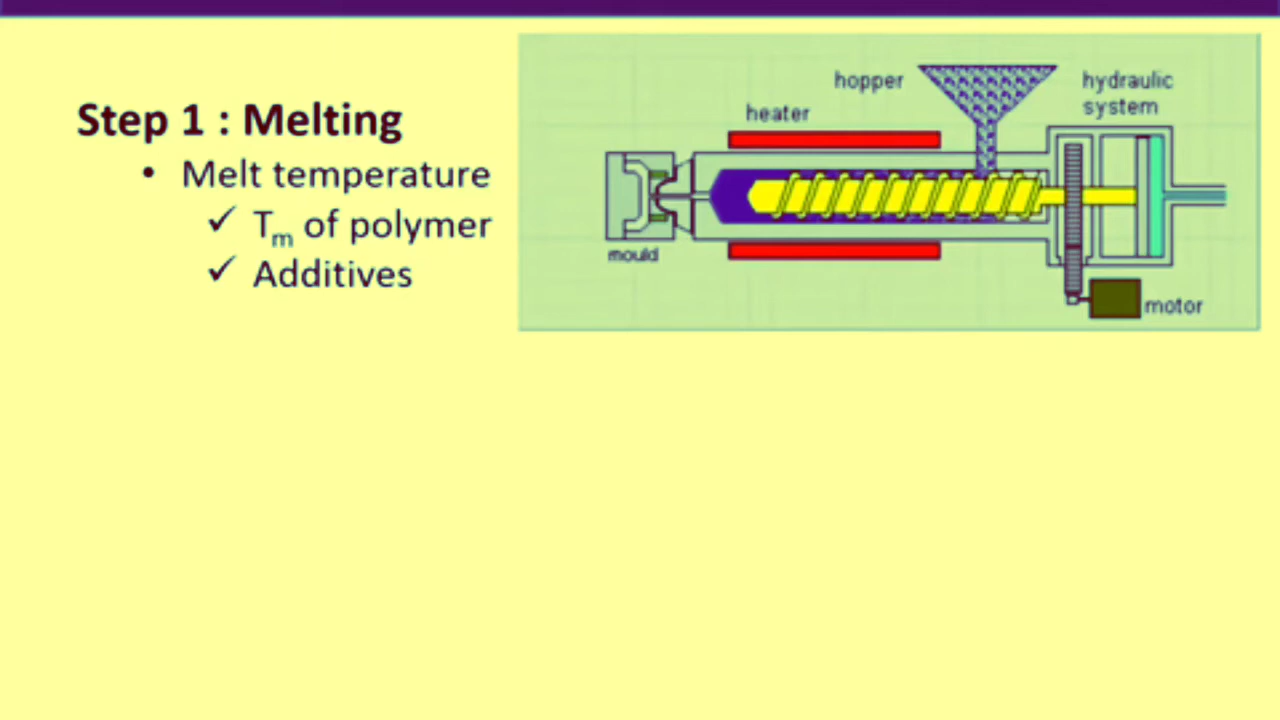 Step 1 : Melting
• Melt temperature
✓ Tm of polymer
✓ Additives
hopper
hydraulic
system
heater
mould
motor